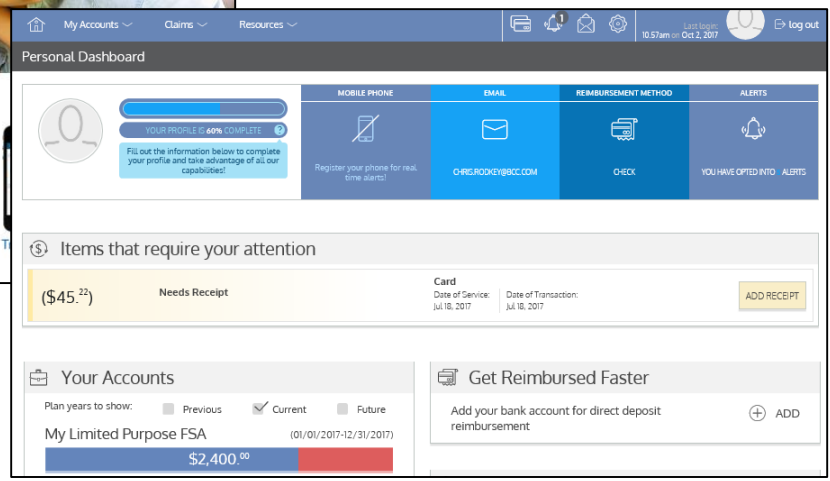 My Accounts Claims Resources 1 Last login: 10.57am on Oct 2, 2017 log out
Personal Dashboard
YOUR PROFILE IS 60% COMPLETE ?
Fill out the information below to complete
your profile and take advantage of all our
capabilities!
MOBILE PHONE
Register your phone for real
time alerts!
EMAIL
CHRIS.RODKEY@BCC.COM
REIMBURSEMENT METHOD
CHECK
ALERTS
YOU HAVE OPTED INTO ALERTS
Items that require your attention
($45.22)
Needs Receipt
Card
Date of Service: Date of Transaction:
Jul 18, 2017 Jul 18, 2017
ADD RECEIPT
Your Accounts
Plan years to show: Previous Current Future
My Limited Purpose FSA (01/01/2017-12/31/2017)
$2,400.00
Get Reimbursed Faster
Add your bank account for direct deposit
reimbursement
ADD